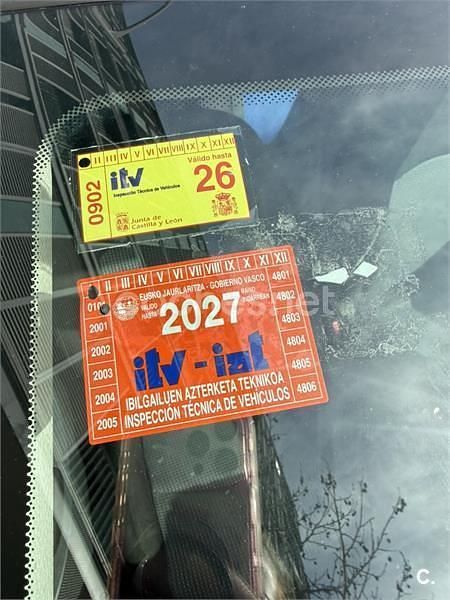 II III IV V VI VII VIII IX X XI XII
0902
itv
Inspección Técnica de Vehículos
Válido hasta
26
Junta de
Castilla y León
II III IV V VI VII VIII IX X XI XII
EUSKO JAURLARITZA - GOBIERNO VASCO
VALIDO
HASTA
2027
2001
2002
2003
2004
2005
4801
4802
4803
4804
4805
4806
itv - iat
IBILGAILUEN AZTERKETA TEKNIKOA
INSPECCIÓN TÉCNICA DE VEHÍCULOS
C.